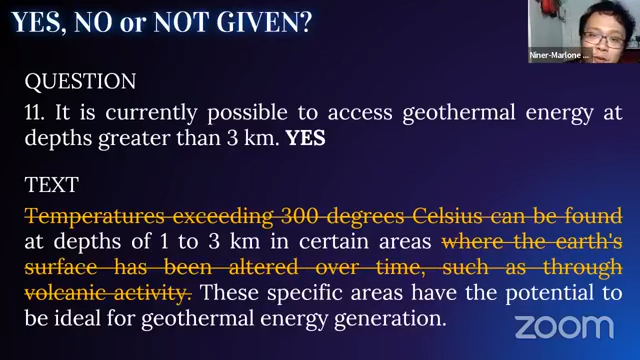 YES, NO or NOT GIVEN?
Niner-Marlone ...
QUESTION
11. It is currently possible to access geothermal energy at
depths greater than 3 km. YES
TEXT
Temperatures exceeding 300 degrees Celsius can be found
at depths of 1 to 3 km in certain areas where the earth's
surface has been altered over time, such as through
volcanic activity. These specific areas have the potential to
be ideal for geothermal energy generation.
zoom